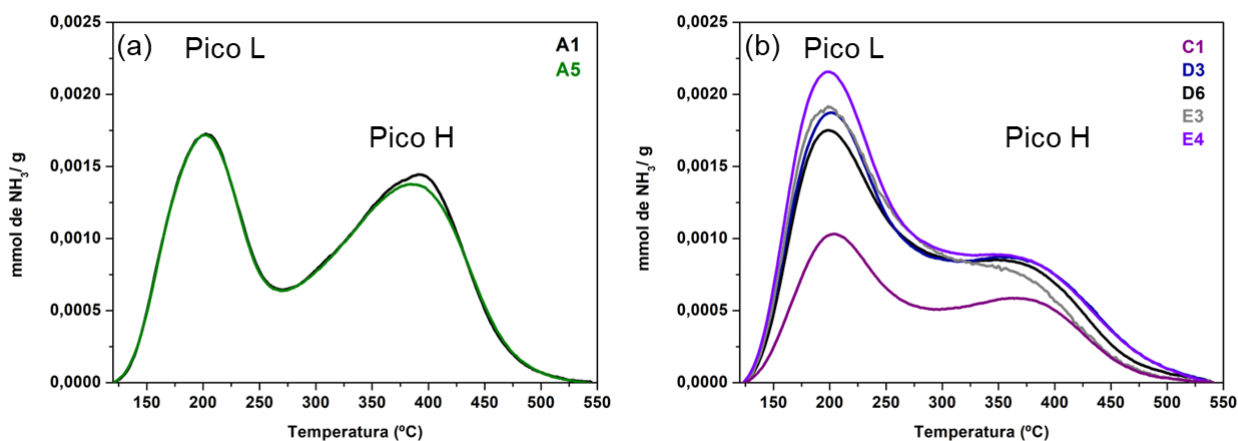 (a) Pico L
Pico H
A1
A5
mmol de NH3/ g
0,0025
0,0020
0,0015
0,0010
0,0005
0,0000
150 200 250 300 350 400 450 500 550
Temperatura (ºC)
(b) Pico L
Pico H
C1
D3
D6
E3
E4
mmol de NH3/ g
0,0025
0,0020
0,0015
0,0010
0,0005
0,0000
150 200 250 300 350 400 450 500 550
Temperatura (ºC)